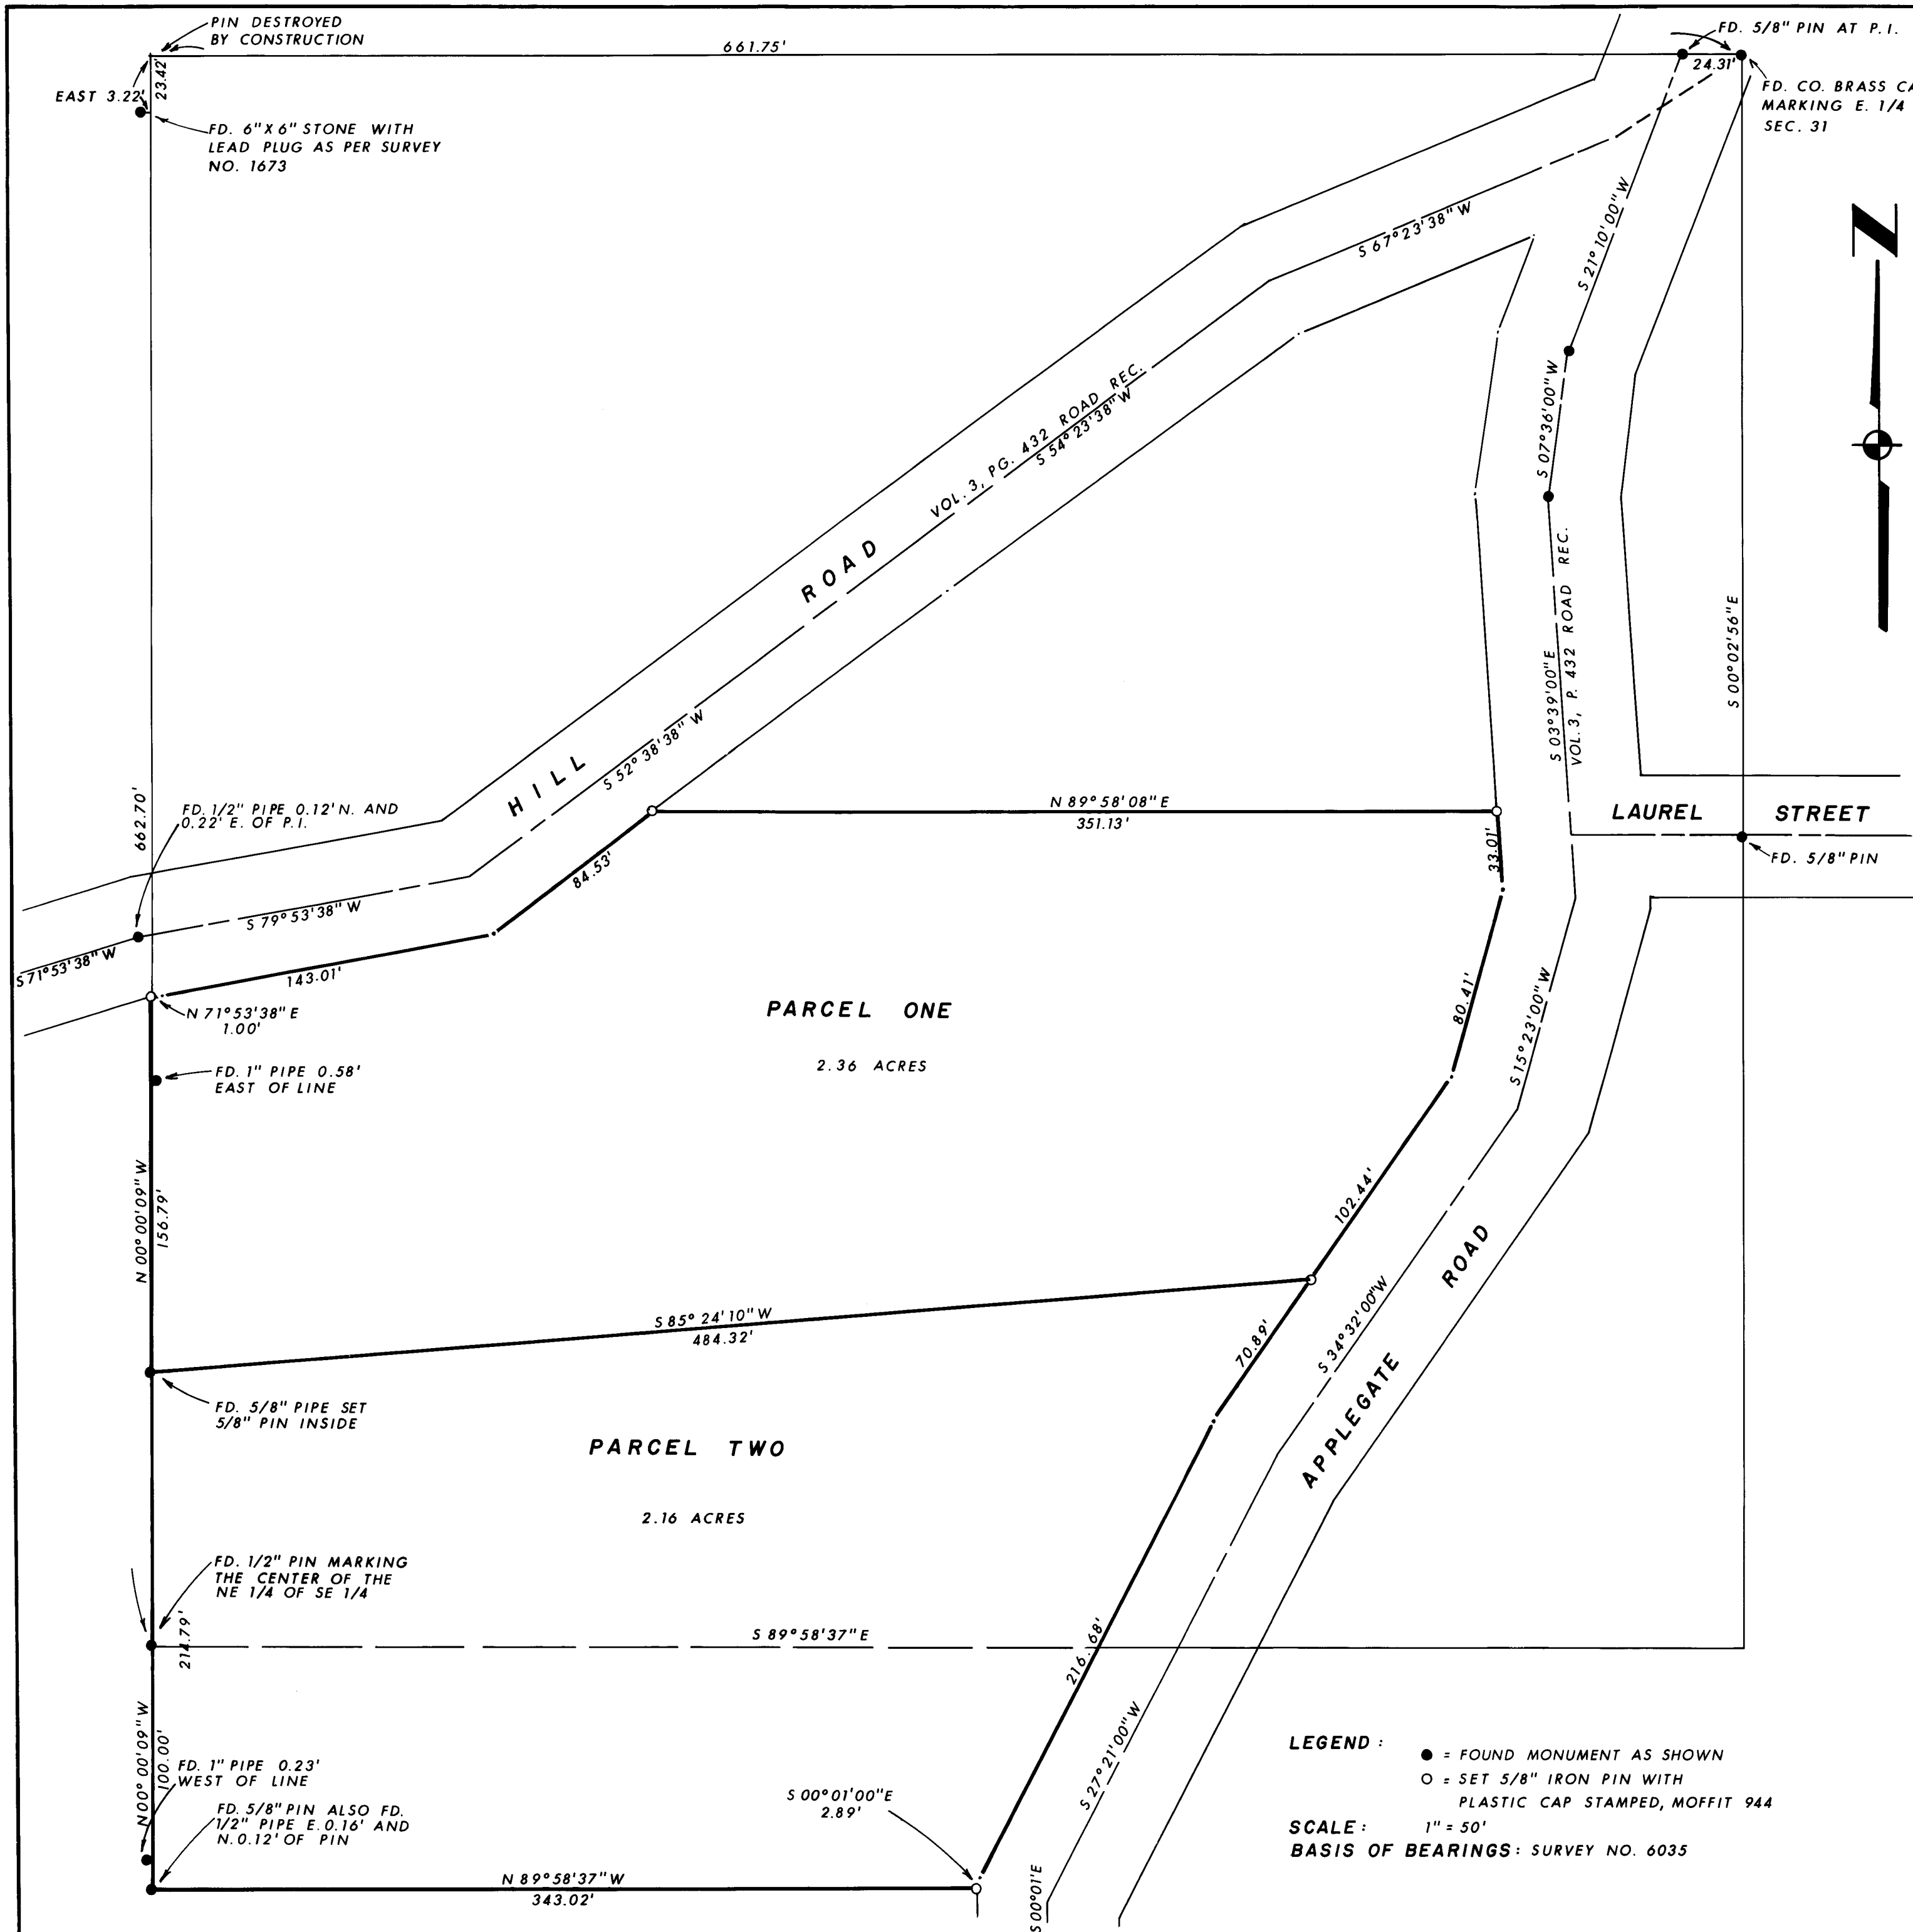 PIN DESTROYED
BY CONSTRUCTION
661.75'
FD. 5/8" PIN AT P.I.
23.42'
24.31'
EAST 3.22'
FD. CO. BRASS CA
MARKING E. 1/4
SEC. 31
FD. 6" X 6" STONE WITH
LEAD PLUG AS PER SURVEY
NO. 1673
N
S 67°23'38" W
S 21°10'00" W
S 07°36'00" W
VOL. 3, PG. 432 ROAD REC.
S 54°23'38" W
HILL ROAD
S 52°38'38" W
S 03°39'00" E
VOL. 3, P. 432 ROAD REC.
S 00°02'56" E
662.70'
FD. 1/2" PIPE 0.12' N. AND
0.22' E. OF P.I.
N 89°58'08" E
351.13'
33.01'
LAUREL STREET
FD. 5/8" PIN
84.53'
S 79°53'38" W
S 71°53'38" W
143.01'
N 71°53'38" E
1.00'
PARCEL ONE
2.36 ACRES
80.41'
S 15°23'00" W
FD. 1" PIPE 0.58'
EAST OF LINE
N 00°00'09" W
156.79'
102.44'
APPLEGATE ROAD
S 85°24'10" W
484.32'
70.89'
S 34°32'00" W
FD. 5/8" PIPE SET
5/8" PIN INSIDE
PARCEL TWO
2.16 ACRES
FD. 1/2" PIN MARKING
THE CENTER OF THE
NE 1/4 OF SE 1/4
214.79'
S 89°58'37" E
216.68'
N 00°00'09" W
100.00'
FD. 1" PIPE 0.23'
WEST OF LINE
FD. 5/8" PIN ALSO FD.
1/2" PIPE E. 0.16' AND
N. 0.12' OF PIN
S 00°01'00" E
2.89'
S 27°21'00" W
N 89°58'37" W
343.02'
S 00°01' E
LEGEND :
= FOUND MONUMENT AS SHOWN
= SET 5/8" IRON PIN WITH
PLASTIC CAP STAMPED, MOFFIT 944
SCALE : 1" = 50'
BASIS OF BEARINGS : SURVEY NO. 6035